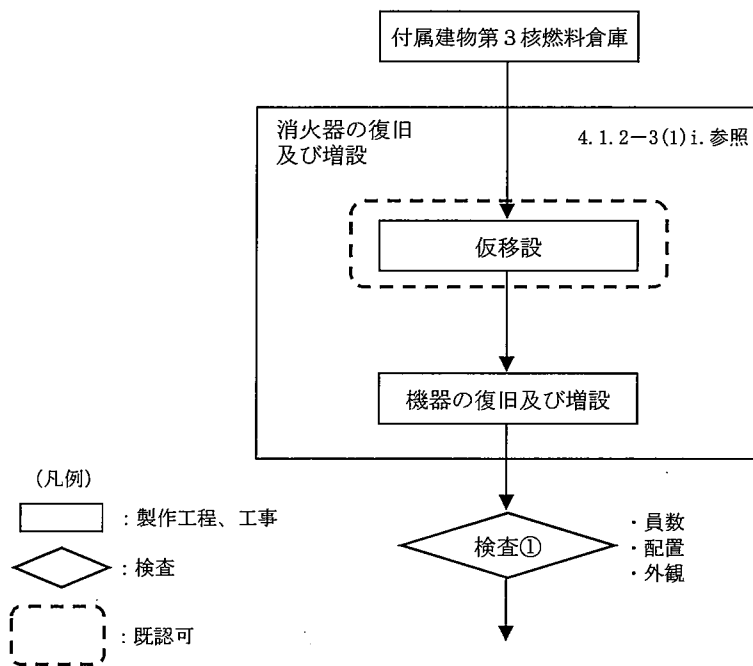 付属建物第３核燃料倉庫
消火器の復旧
及び増設
4.1.2－3(1)i.参照
仮移設
機器の復旧及び増設
検査①
・員数
・配置
・外観
(凡例)
：製作工程、工事
：検査
：既認可